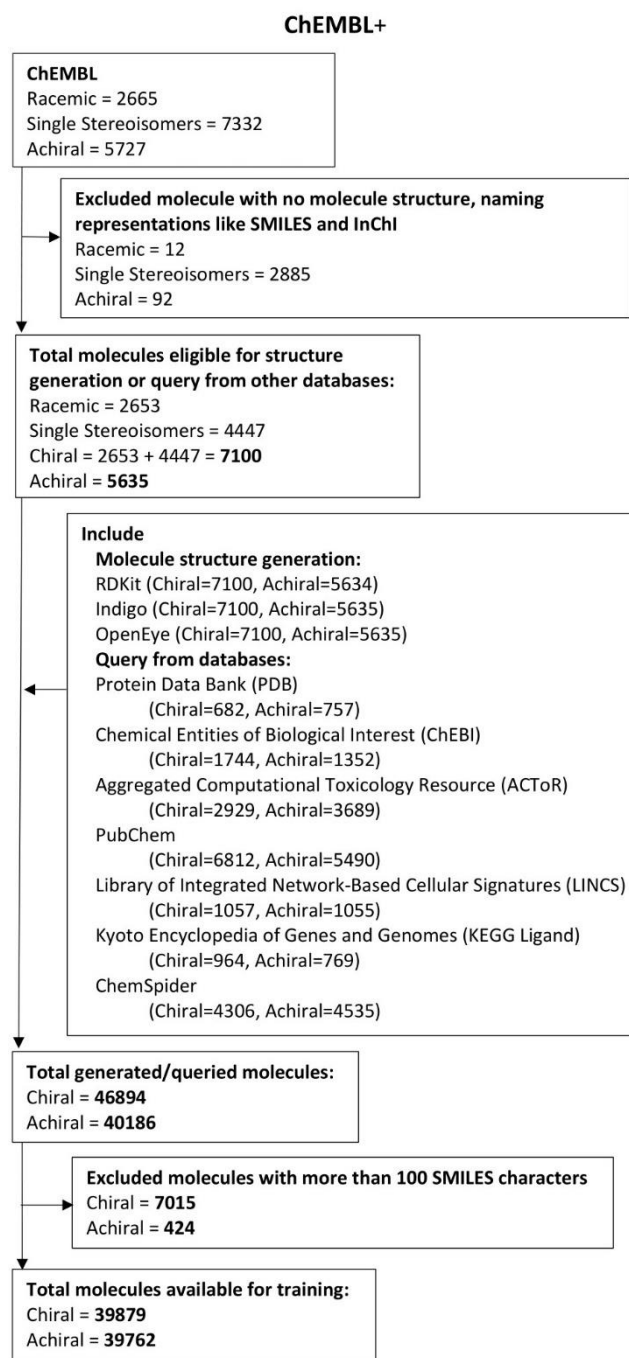 ChEMBL+
ChEMBL
Racemic = 2665
Single Stereoisomers = 7332
Achiral = 5727
Excluded molecule with no molecule structure, naming
representations like SMILES and InChI
Racemic = 12
Single Stereoisomers = 2885
Achiral = 92
Total molecules eligible for structure
generation or query from other databases:
Racemic = 2653
Single Stereoisomers = 4447
Chiral = 2653 + 4447 = 7100
Achiral = 5635
Include
Molecule structure generation:
RDKit (Chiral=7100, Achiral=5634)
Indigo (Chiral=7100, Achiral=5635)
OpenEye (Chiral=7100, Achiral=5635)
Query from databases:
Protein Data Bank (PDB)
(Chiral=682, Achiral=757)
Chemical Entities of Biological Interest (ChEBI)
(Chiral=1744, Achiral=1352)
Aggregated Computational Toxicology Resource (ACToR)
(Chiral=2929, Achiral=3689)
PubChem
(Chiral=6812, Achiral=5490)
Library of Integrated Network-Based Cellular Signatures (LINCS)
(Chiral=1057, Achiral=1055)
Kyoto Encyclopedia of Genes and Genomes (KEGG Ligand)
(Chiral=964, Achiral=769)
ChemSpider
(Chiral=4306, Achiral=4535)
Total generated/queried molecules:
Chiral = 46894
Achiral = 40186
Excluded molecules with more than 100 SMILES characters
Chiral = 7015
Achiral = 424
Total molecules available for training:
Chiral = 39879
Achiral = 39762